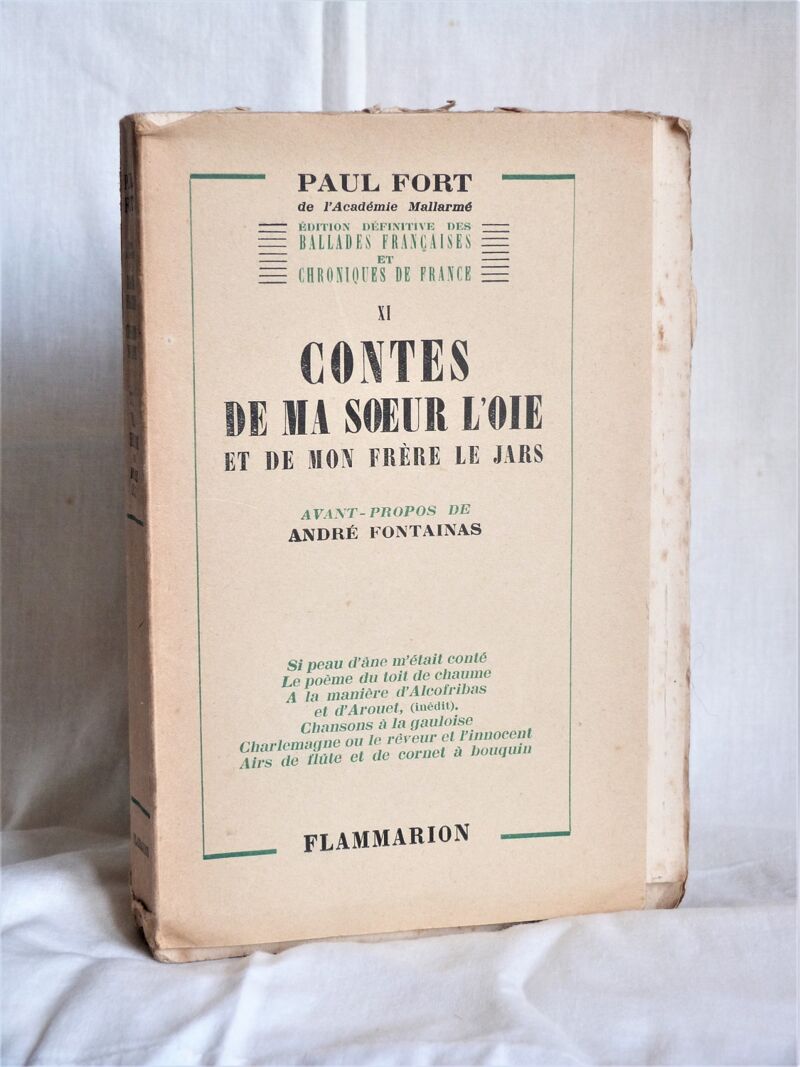 PAUL FORT
de l'Académie Mallarmé
ÉDITION DÉFINITIVE DES
BALLADES FRANÇAISES
ET
CHRONIQUES DE FRANCE
XI
CONTES
DE MA SŒUR L'OIE
ET DE MON FRÈRE LE JARS
AVANT-PROPOS DE
ANDRÉ FONTAINAS
Si peau d'âne m'était conté
Le poème du toit de chaume
A la manière d'Alcofribas
et d'Arouet, (inédit).
Chansons à la gauloise
Charlemagne ou le rêveur et l'innocent
Airs de flûte et de cornet à bouquin
FLAMMARION
FLAMMARION